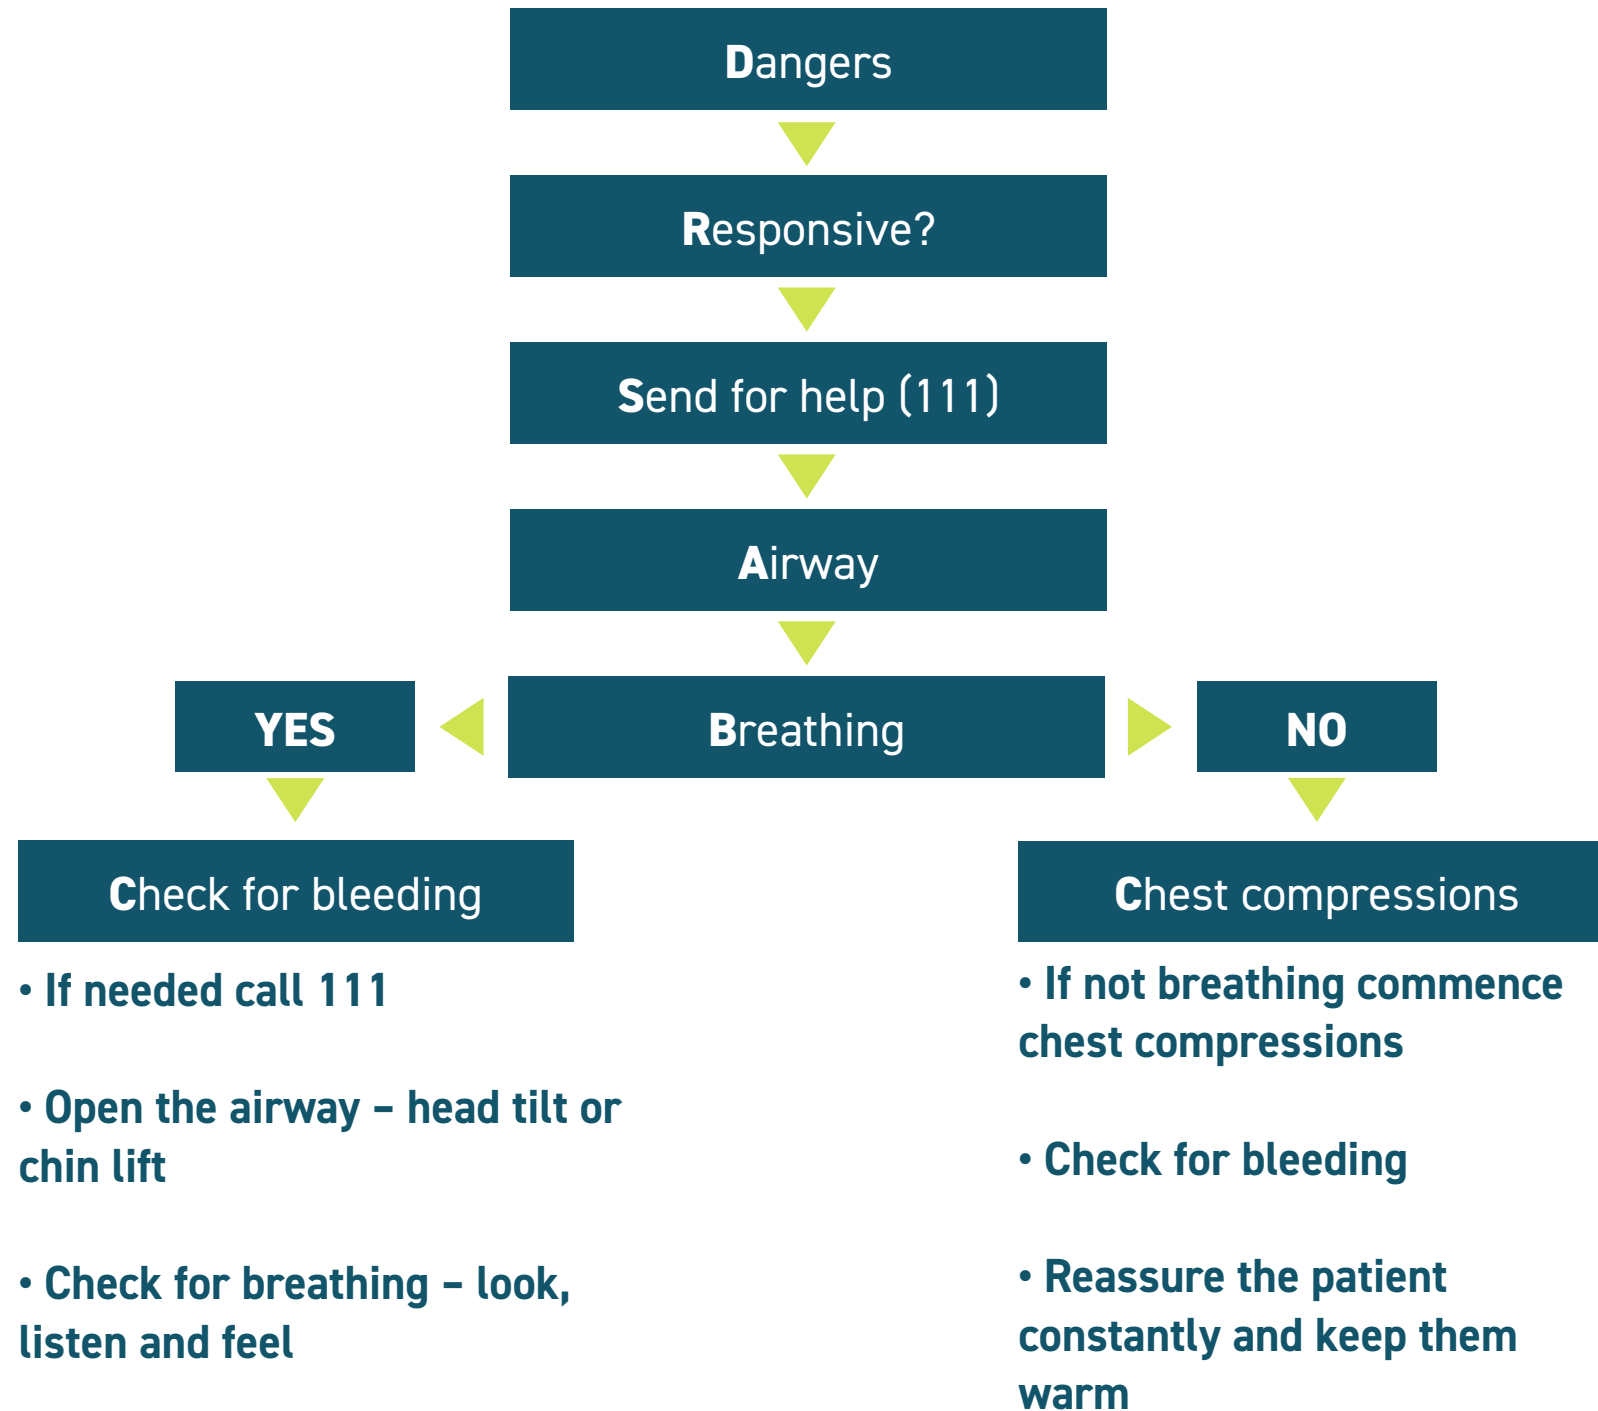 Dangers
Responsive?
Send for help (111)
Airway
YES
Breathing
NO
Check for bleeding
• If needed call 111
• Open the airway – head tilt or
chin lift
• Check for breathing – look,
listen and feel
Chest compressions
• If not breathing commence
chest compressions
• Check for bleeding
• Reassure the patient
constantly and keep them
warm